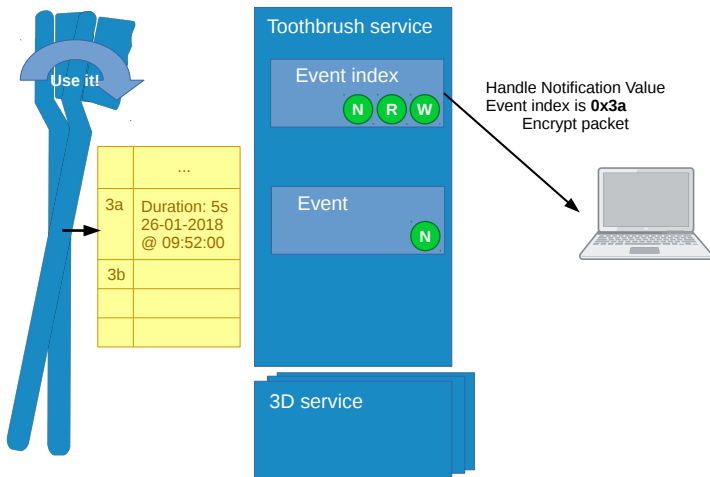 Use it!
Toothbrush service
Event index
N R W
Handle Notification Value
Event index is 0x3a
Encrypt packet
...
3a
Duration: 5s
26-01-2018
@ 09:52:00
3b
Event
N
3D service